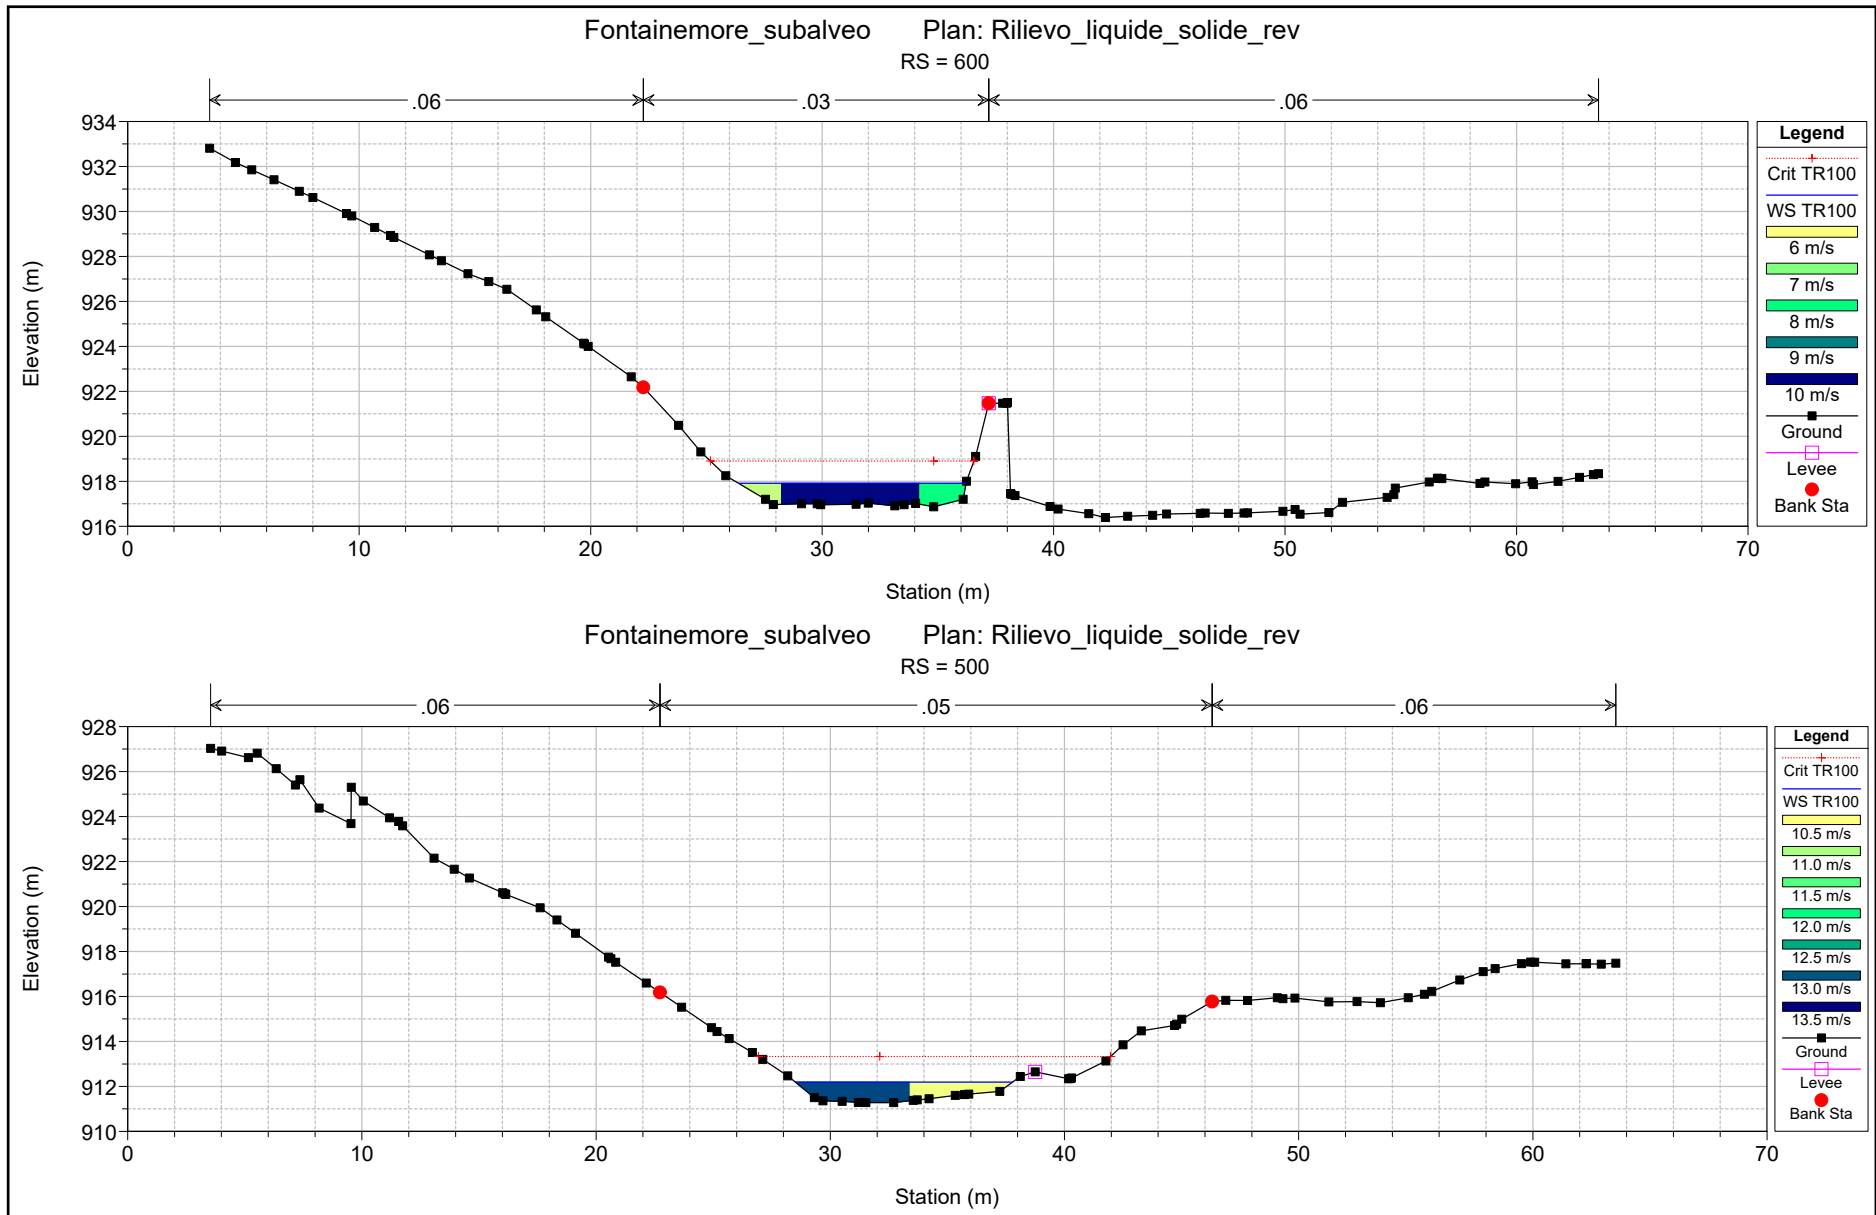 Fontainemore_subalveo Plan: Rilievo_liquide_solide_rev
RS = 600
.06 .03 .06
934
932
930
928
926
924
922
920
918
916
Elevation (m)
0 10 20 30 40 50 60 70
Station (m)
Legend
Crit TR100
WS TR100
6 m/s
7 m/s
8 m/s
9 m/s
10 m/s
Ground
Levee
Bank Sta
Fontainemore_subalveo Plan: Rilievo_liquide_solide_rev
RS = 500
.06 .05 .06
928
926
924
922
920
918
916
914
912
910
Elevation (m)
0 10 20 30 40 50 60 70
Station (m)
Legend
Crit TR100
WS TR100
10.5 m/s
11.0 m/s
11.5 m/s
12.0 m/s
12.5 m/s
13.0 m/s
13.5 m/s
Ground
Levee
Bank Sta